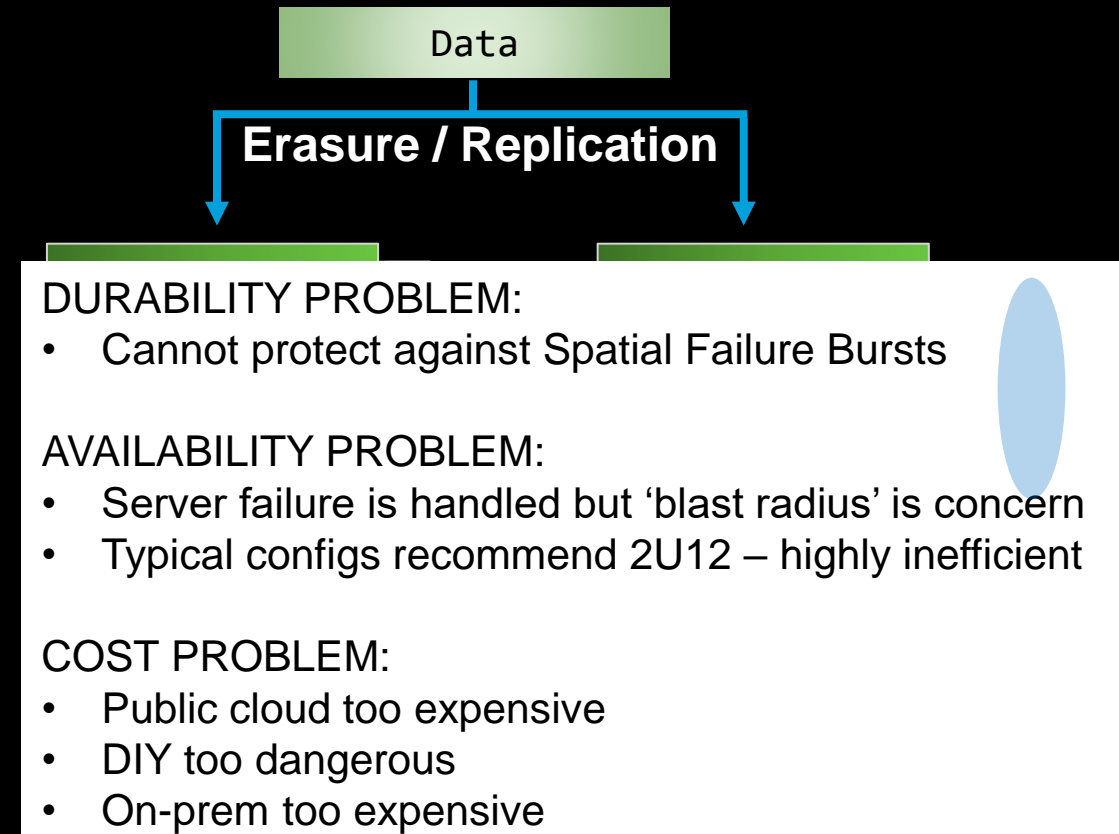 Data
Erasure / Replication
DURABILITY PROBLEM:
• Cannot protect against Spatial Failure Bursts
AVAILABILITY PROBLEM:
• Server failure is handled but ‘blast radius’ is concern
• Typical configs recommend 2U12 – highly inefficient
COST PROBLEM:
• Public cloud too expensive
• DIY too dangerous
• On-prem too expensive